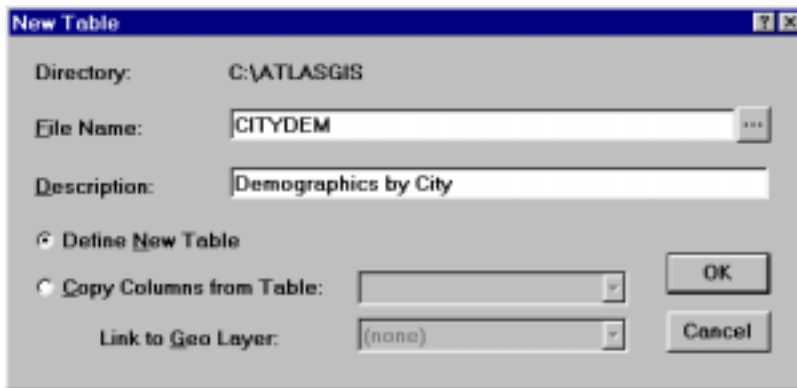 New Table
Directory: C:\ATLASGIS
File Name: CITYDEM ...
Description: Demographics by City
Define New Table
Copy Columns from Table:
OK
Link to Geo Layer: (none)
Cancel